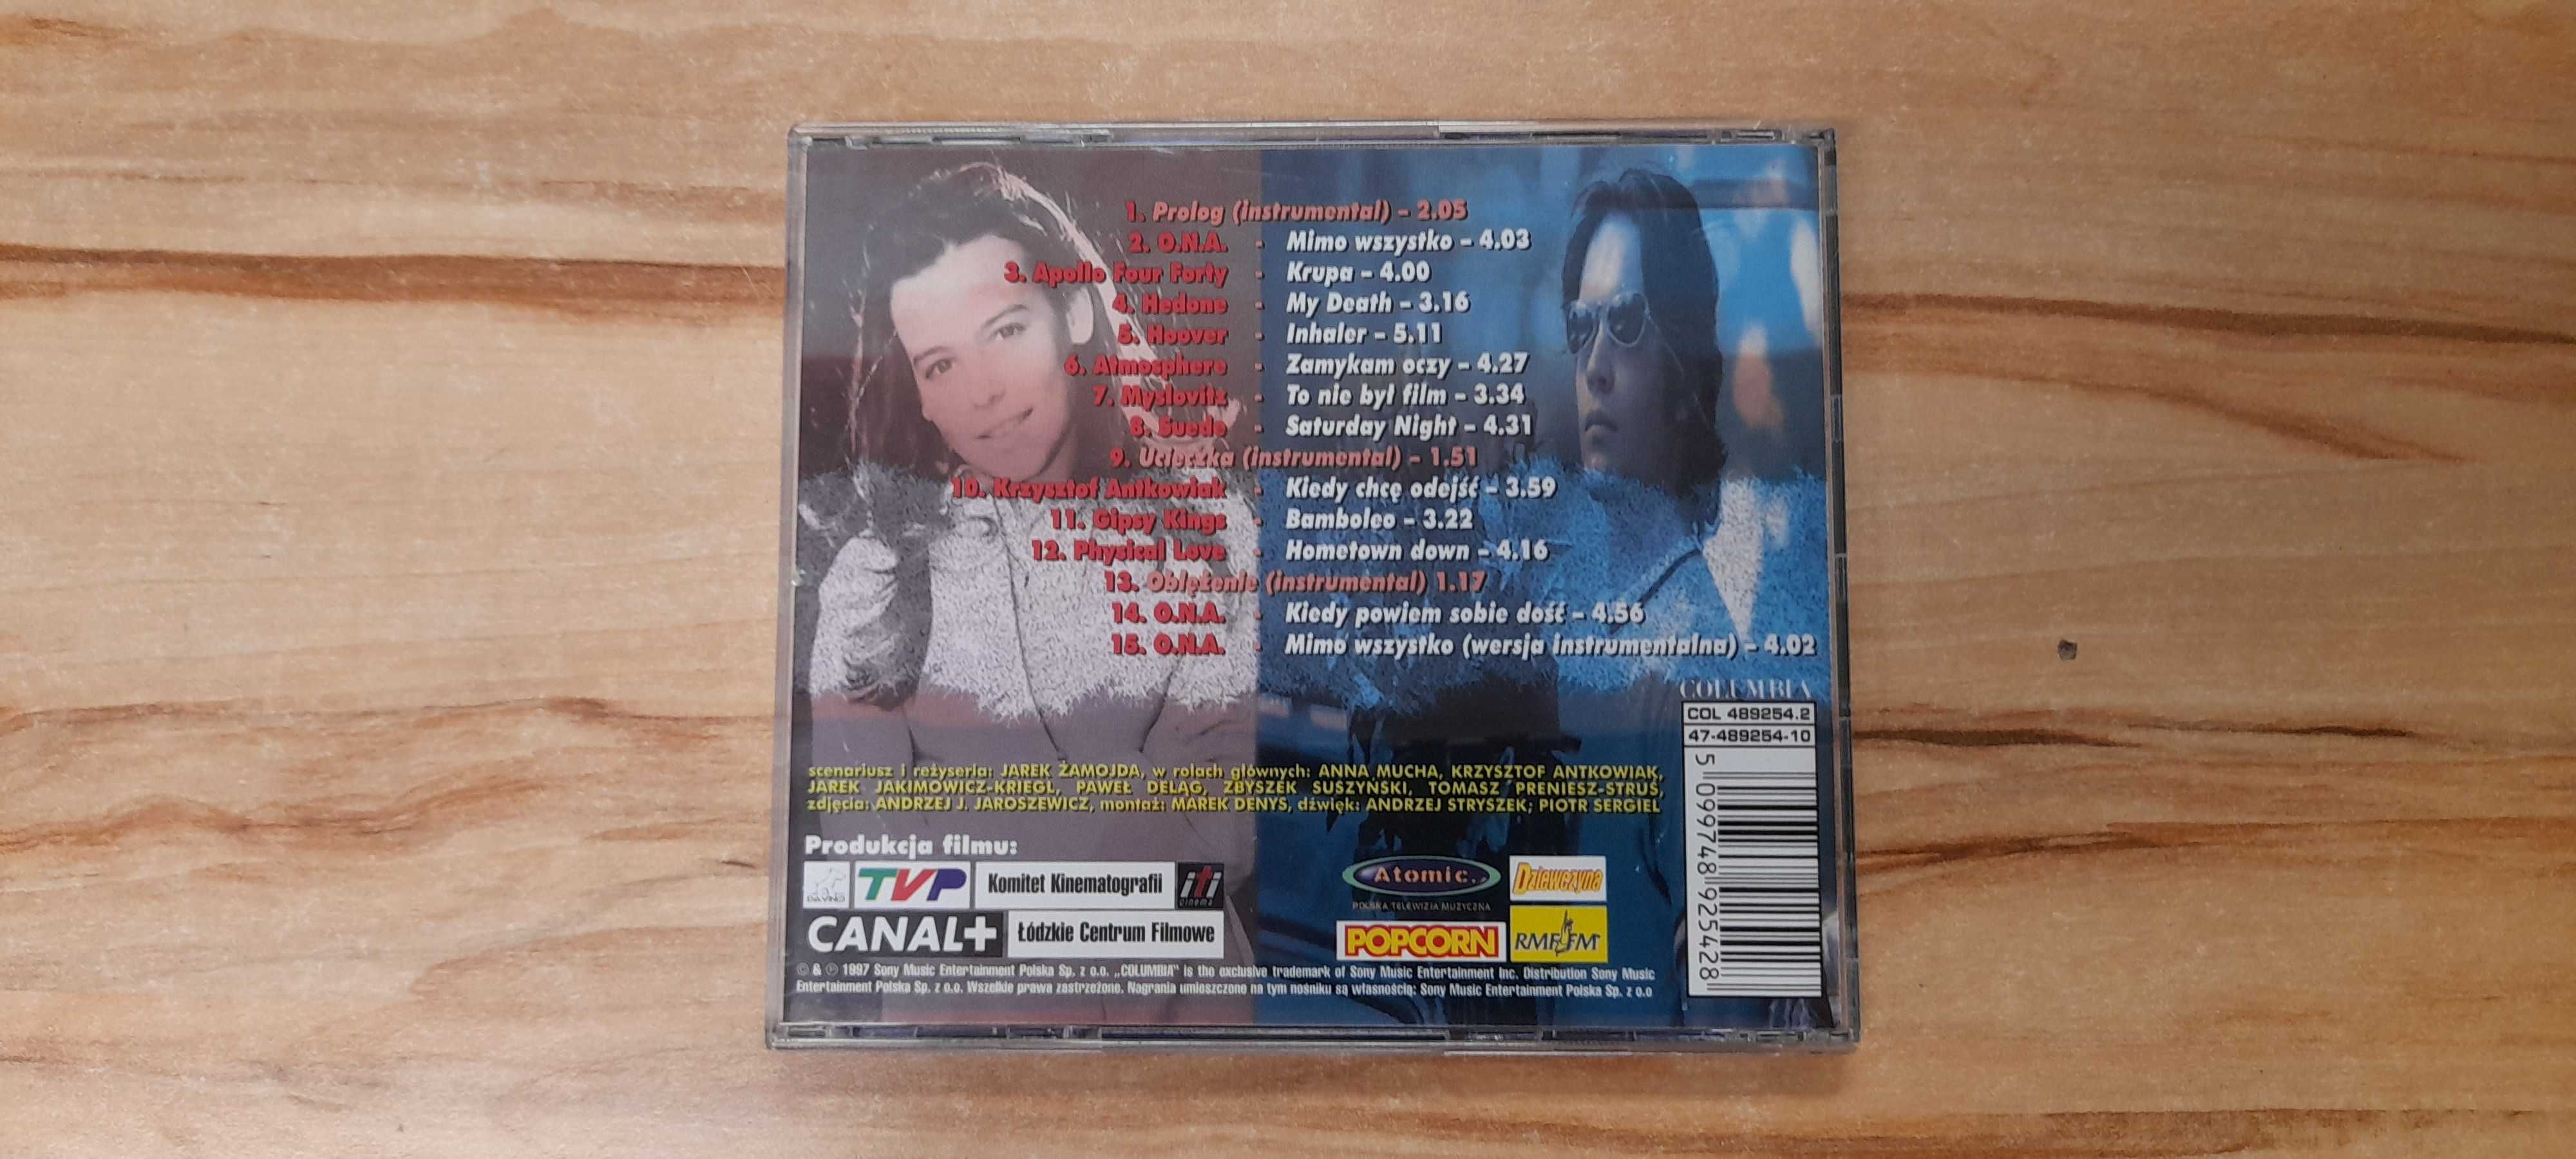 1. Prolog (instrumental) – 2.05
2. O.N.A. - Mimo wszystko – 4.03
3. Apollo Four Forty - Krupa – 4.00
4. Hedone - My Death – 3.16
5. Hoover - Inhaler – 5.11
6. Atmosphere - Zamykam oczy – 4.27
7. Myslovitz - To nie był film – 3.34
8. Suede - Saturday Night – 4.31
9. Ucieczka (instrumental) – 1.51
10. Krzysztof Antkowiak - Kiedy chcę odejść – 3.59
11. Gipsy Kings - Bamboleo – 3.22
12. Physical Love - Hometown down – 4.16
13. Oblężenie (instrumental) 1.17
14. O.N.A. - Kiedy powiem sobie dość – 4.56
15. O.N.A. - Mimo wszystko (wersja instrumentalna) – 4.02
COLUMBIA
COL 489254.2
47-489254-10
5 099748 925428
scenariusz i reżyseria: JAREK ŻAMOJDA, w rolach głównych: ANNA MUCHA, KRZYSZTOF ANTKOWIAK,
JAREK JAKIMOWICZ-KRIEGL, PAWEŁ DELĄG, ZBYSZEK SUSZYŃSKI, TOMASZ PRENIESZ-STRUŚ,
zdjęcia: ANDRZEJ J. JAROSZEWICZ, montaż: MAREK DENYS, dźwięk: ANDRZEJ STRYSZEK; PIOTR SERGIEL
Produkcja filmu:
DA VINCI TVP Komitet Kinematografii iti cinema
CANAL+ Łódzkie Centrum Filmowe
Atomic.. Dziewczyna
POLSKA TELEWIZJA MUZYCZNA
POPCORN RMF FM
© & ℗ 1997 Sony Music Entertainment Polska Sp. z o.o. „COLUMBIA" is the exclusive trademark of Sony Music Entertainment Inc. Distribution Sony Music
Entertainment Polska Sp. z o.o. Wszelkie prawa zastrzeżone. Nagrania umieszczone na tym nośniku są własnością: Sony Music Entertainment Polska Sp. z o.o